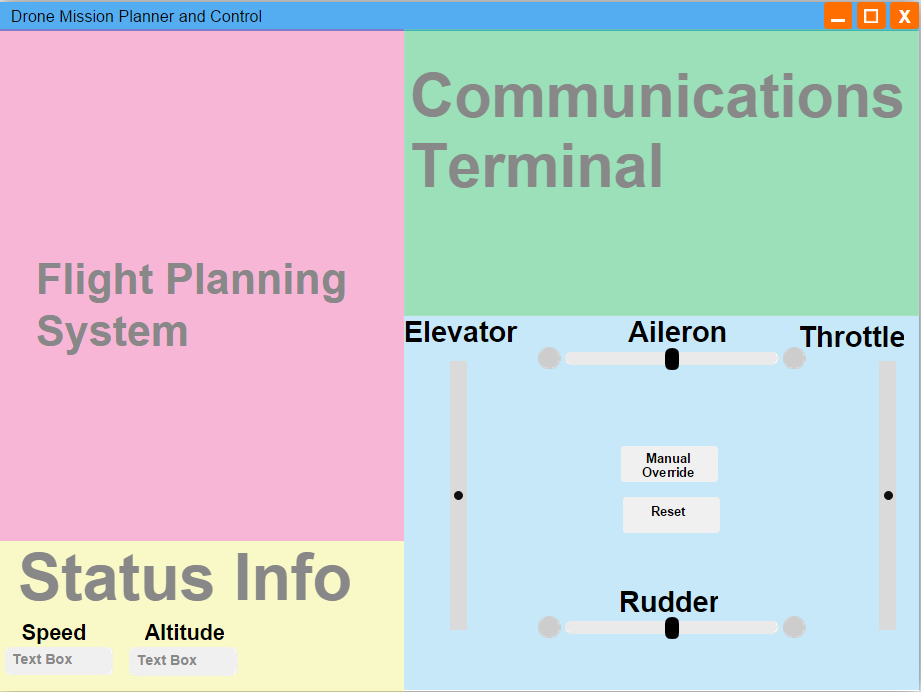 Drone Mission Planner and Control
X
Communications
Terminal
Flight Planning
System
Elevator
Aileron
Throttle
Manual
Override
Reset
Rudder
Status Info
Speed
Altitude
Text Box
Text Box